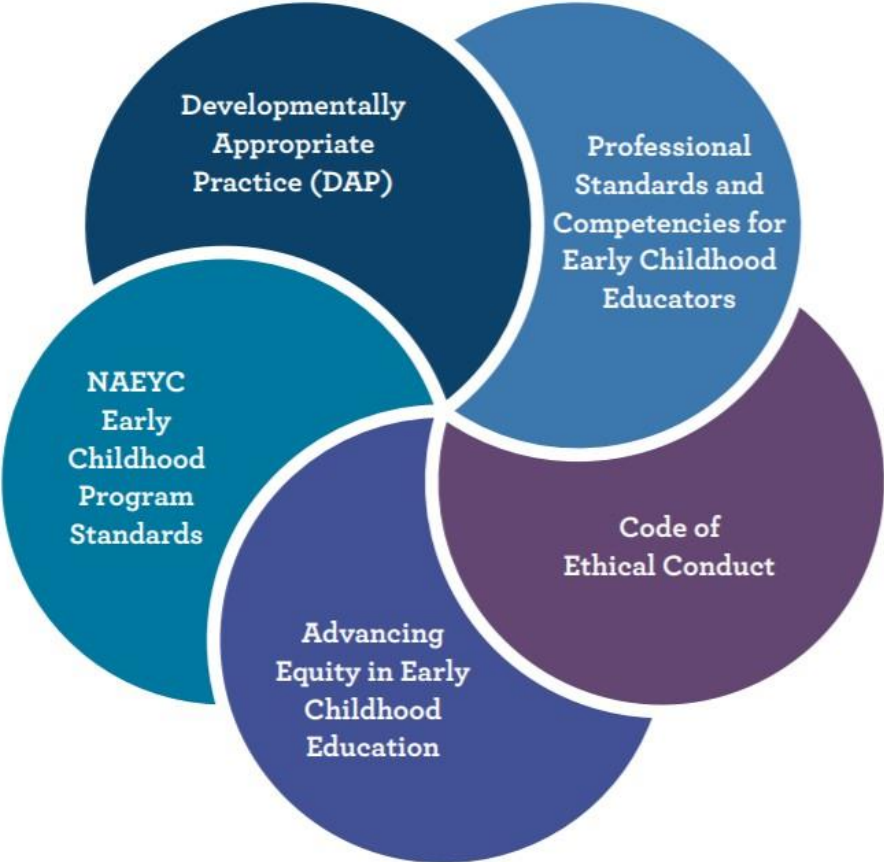 Developmentally
Appropriate
Practice (DAP)
Professional
Standards and
Competencies for
Early Childhood
Educators
NAEYC
Early
Childhood
Program
Standards
Code of
Ethical Conduct
Advancing
Equity in Early
Childhood
Education